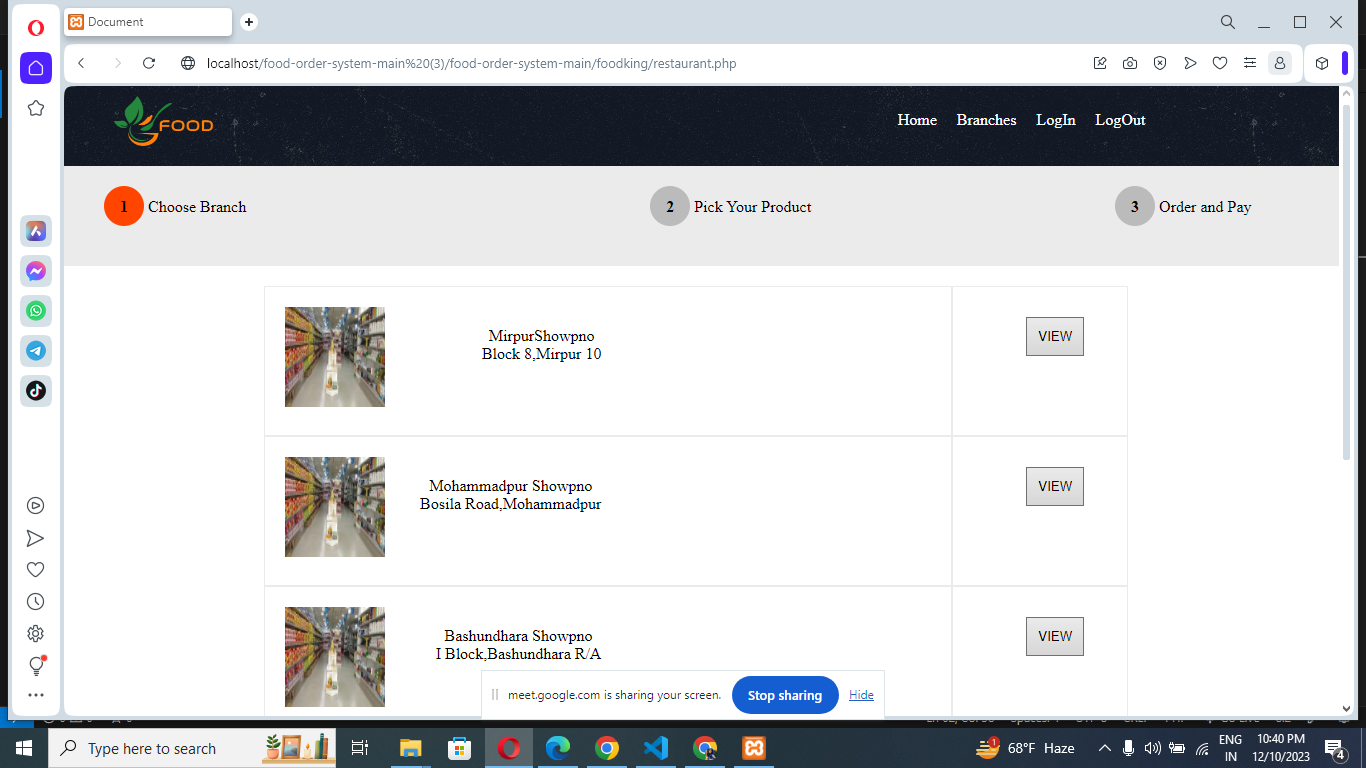 Document
localhost/food-order-system-main%20(3)/food-order-system-main/foodking/restaurant.php
FOOD
Home Branches LogIn LogOut
1 Choose Branch 2 Pick Your Product 3 Order and Pay
MirpurShowpno
Block 8,Mirpur 10
VIEW
Mohammadpur Showpno
Bosila Road,Mohammadpur
VIEW
Bashundhara Showpno
I Block,Bashundhara R/A
VIEW
meet.google.com is sharing your screen. Stop sharing Hide
Type here to search
1
68°F Haze
ENG
IN
10:40 PM
12/10/2023
4